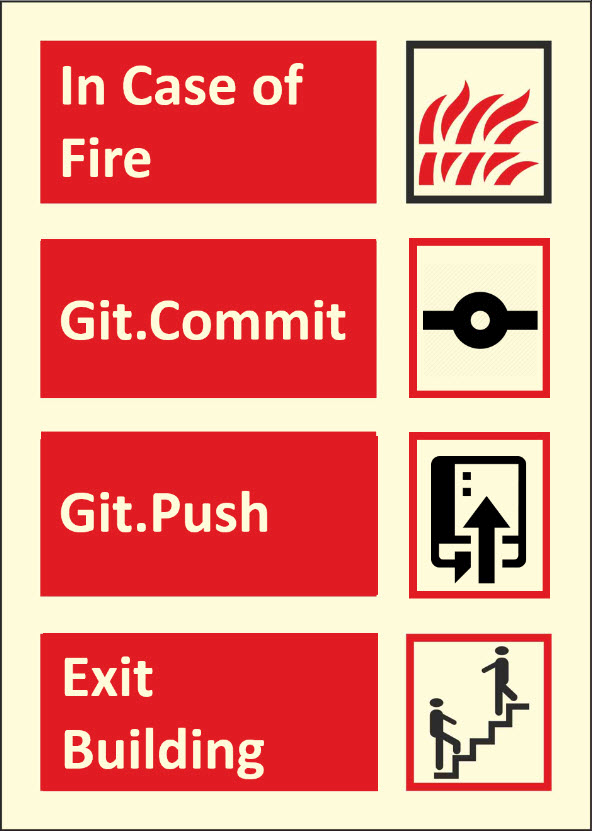 In Case of
Fire
Git.Commit
Git.Push
Exit
Building